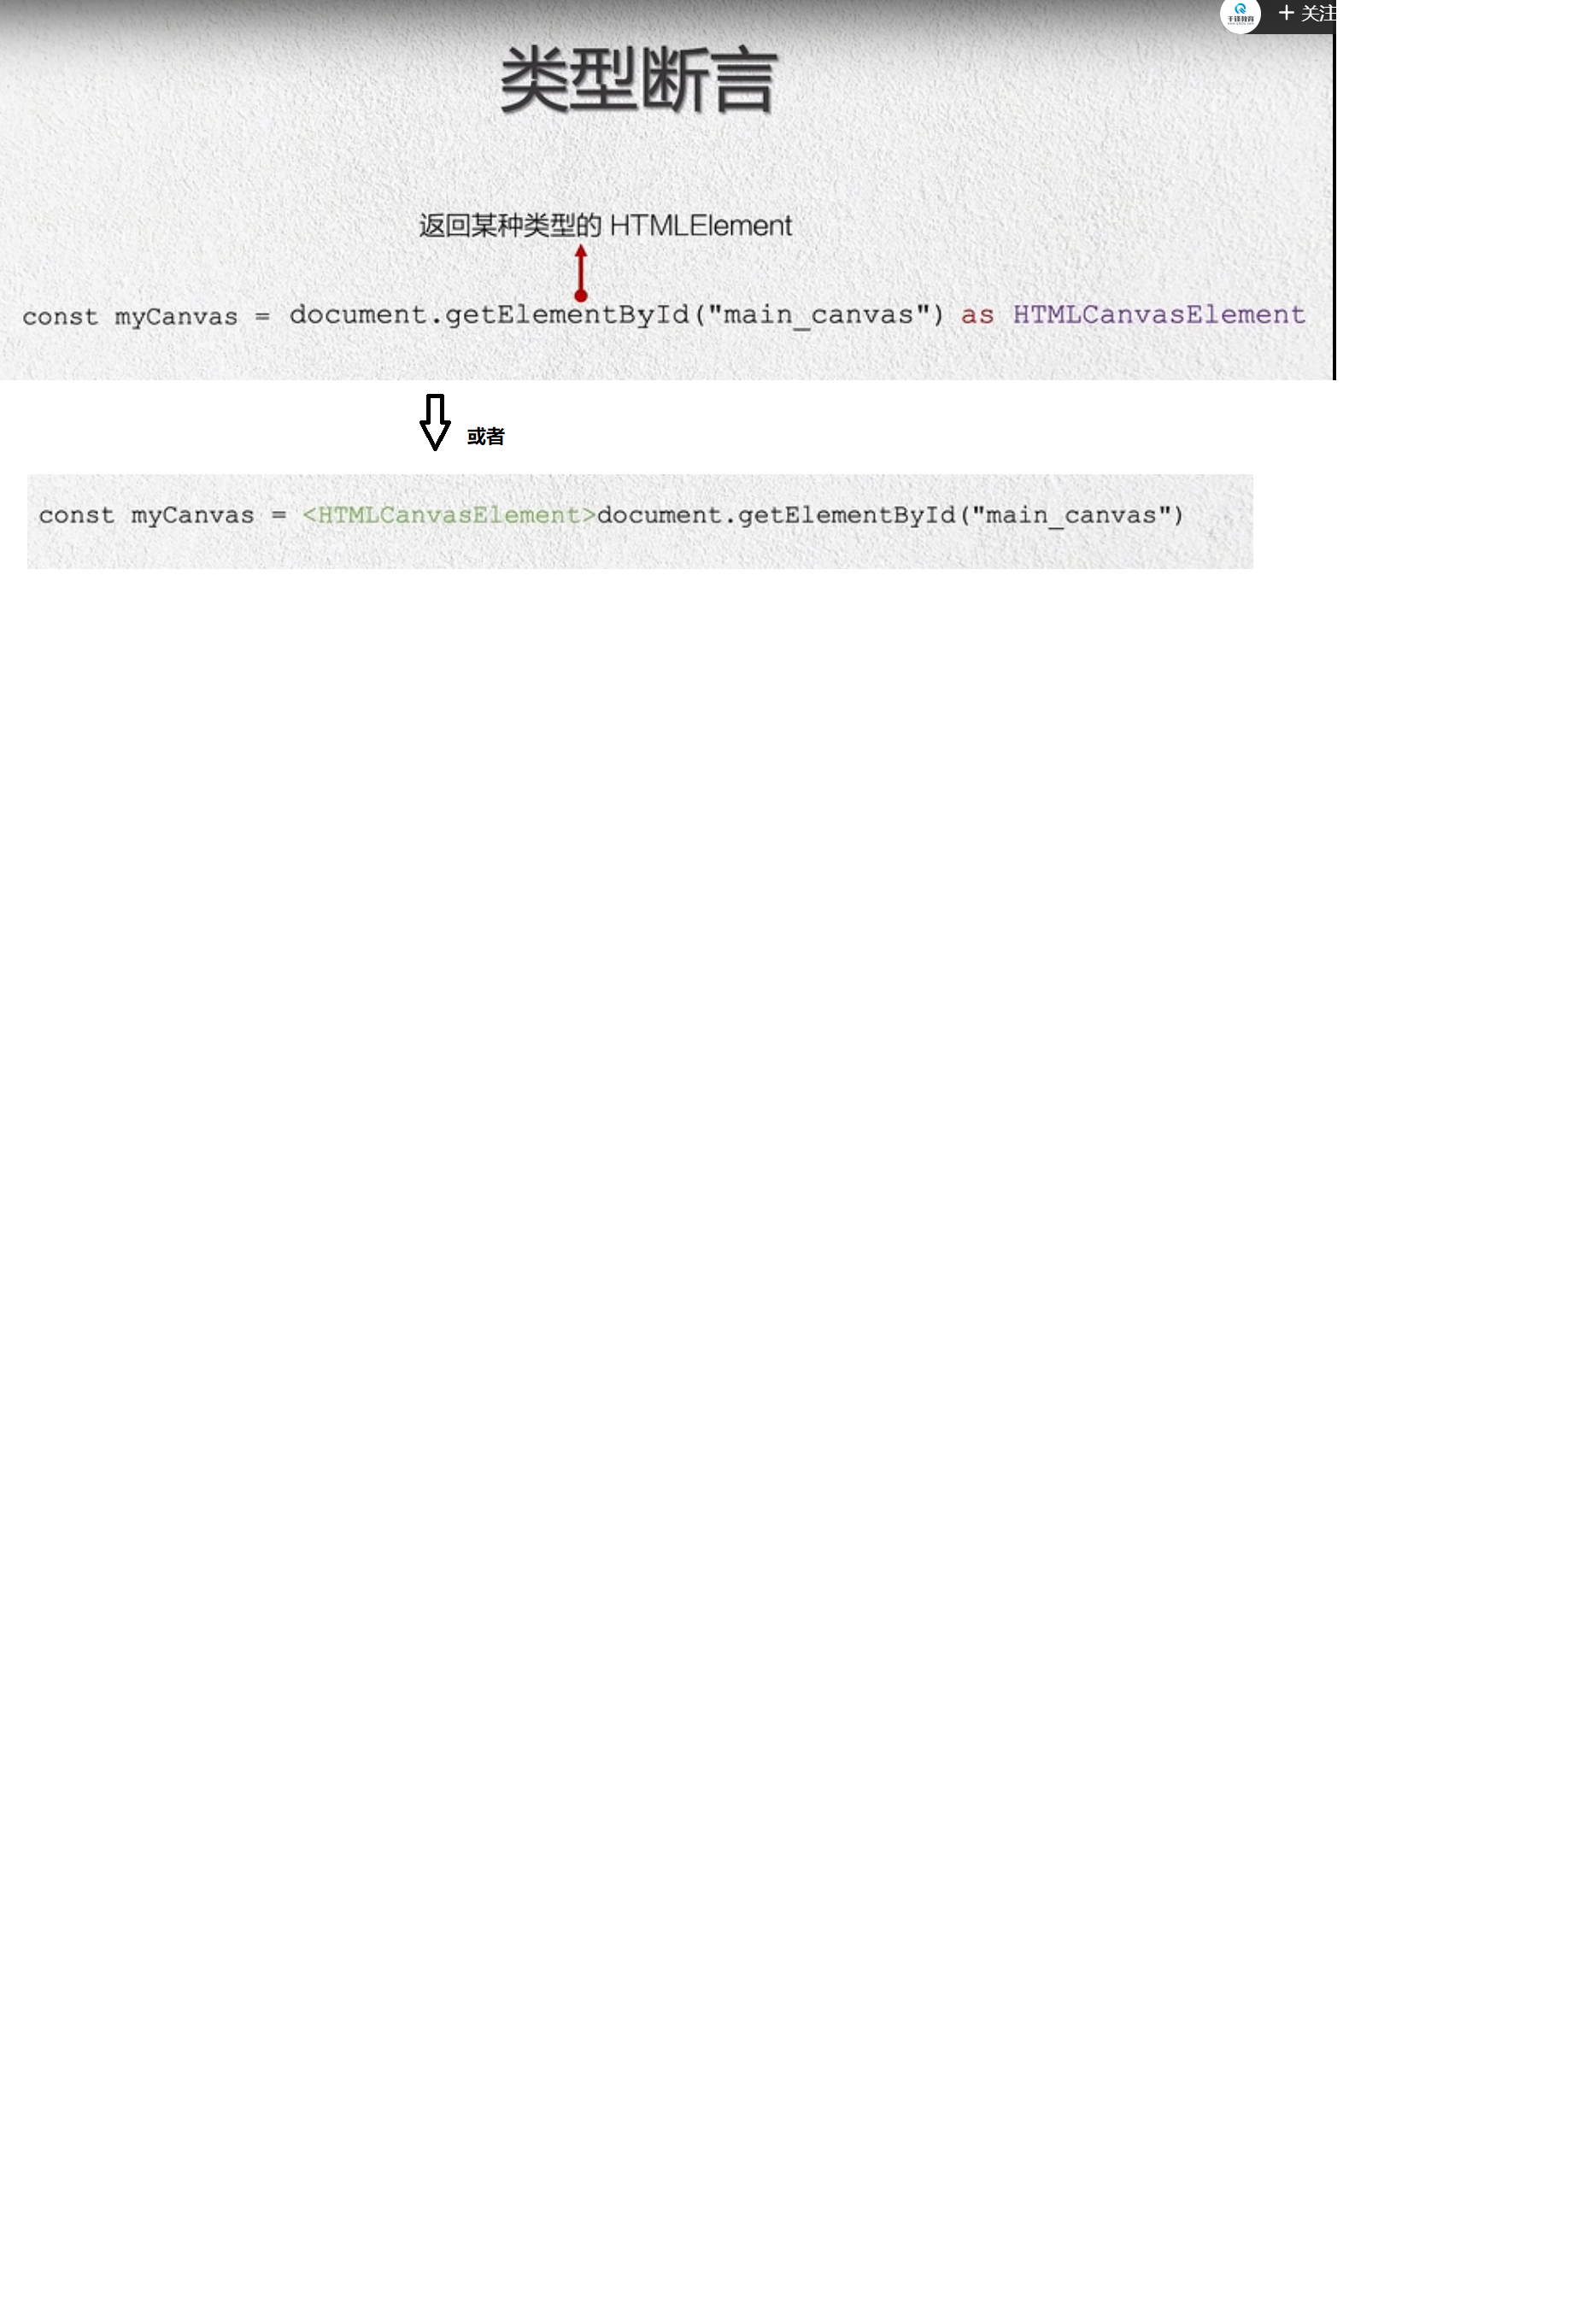 千锋教育
+ 关注
类型断言
返回某种类型的 HTMLElement
const myCanvas = document.getElementById("main_canvas") as HTMLCanvasElement
或者
const myCanvas = <HTMLCanvasElement>document.getElementById("main_canvas")